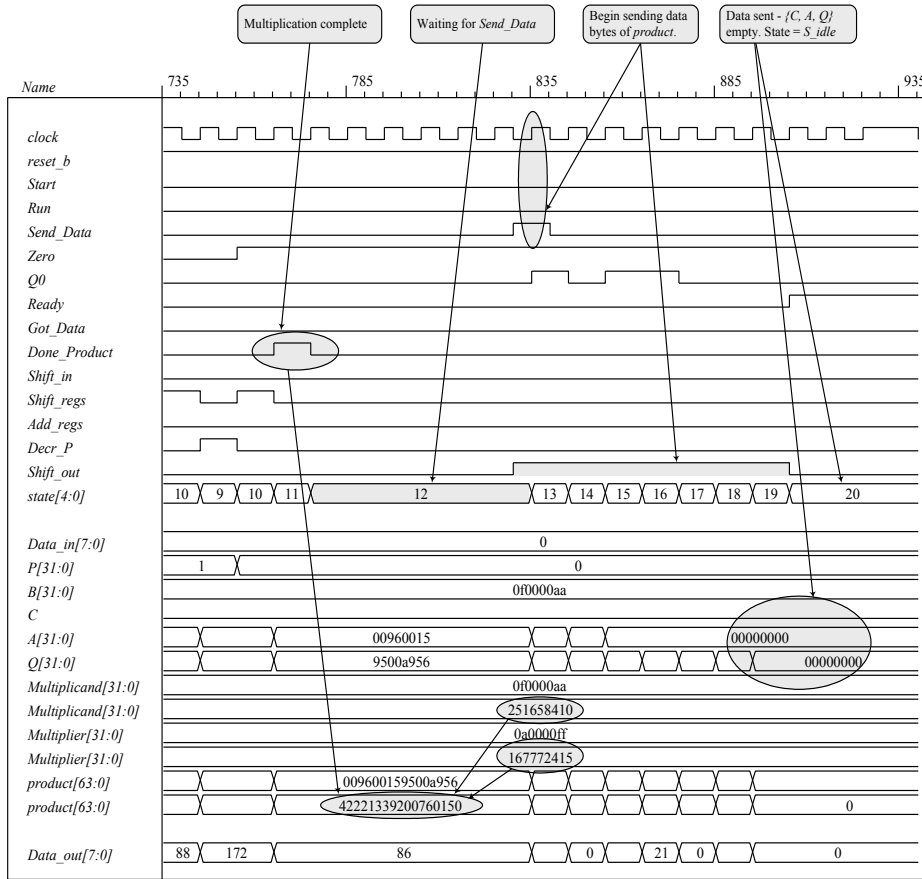 Multiplication complete
Waiting for Send_Data
Begin sending data
bytes of product.
Data sent - {C, A, Q}
empty. State = S_idle
Name
735 785 835 885 935
clock
reset_b
Start
Run
Send_Data
Zero
Q0
Ready
Got_Data
Done_Product
Shift_in
Shift_regs
Add_regs
Decr_P
Shift_out
state[4:0] 10 9 10 11 12 13 14 15 16 17 18 19 20
Data_in[7:0] 0
P[31:0] 1 0
B[31:0] 0f0000aa
C
A[31:0] 00960015 00000000
Q[31:0] 9500a956 00000000
Multiplicand[31:0] 0f0000aa
Multiplicand[31:0] 251658410
Multiplier[31:0] 0a0000ff
Multiplier[31:0] 167772415
product[63:0] 009600159500a956
product[63:0] 42221339200760150 0
Data_out[7:0] 88 172 86 0 21 0 0